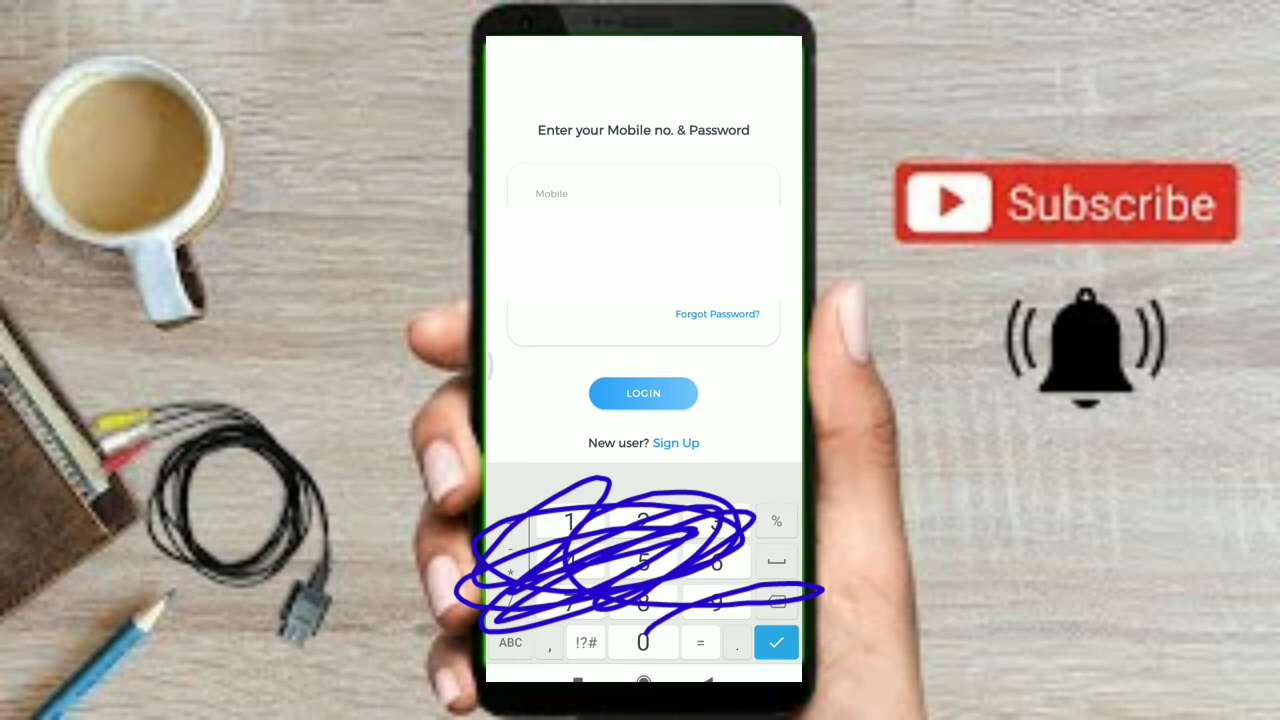 Enter your Mobile no. & Password
Mobile
Forgot Password?
LOGIN
New user? Sign Up
Subscribe
1 2 3 %
-
5 6
*
/ 7 8 9
ABC , !?# 0 = .